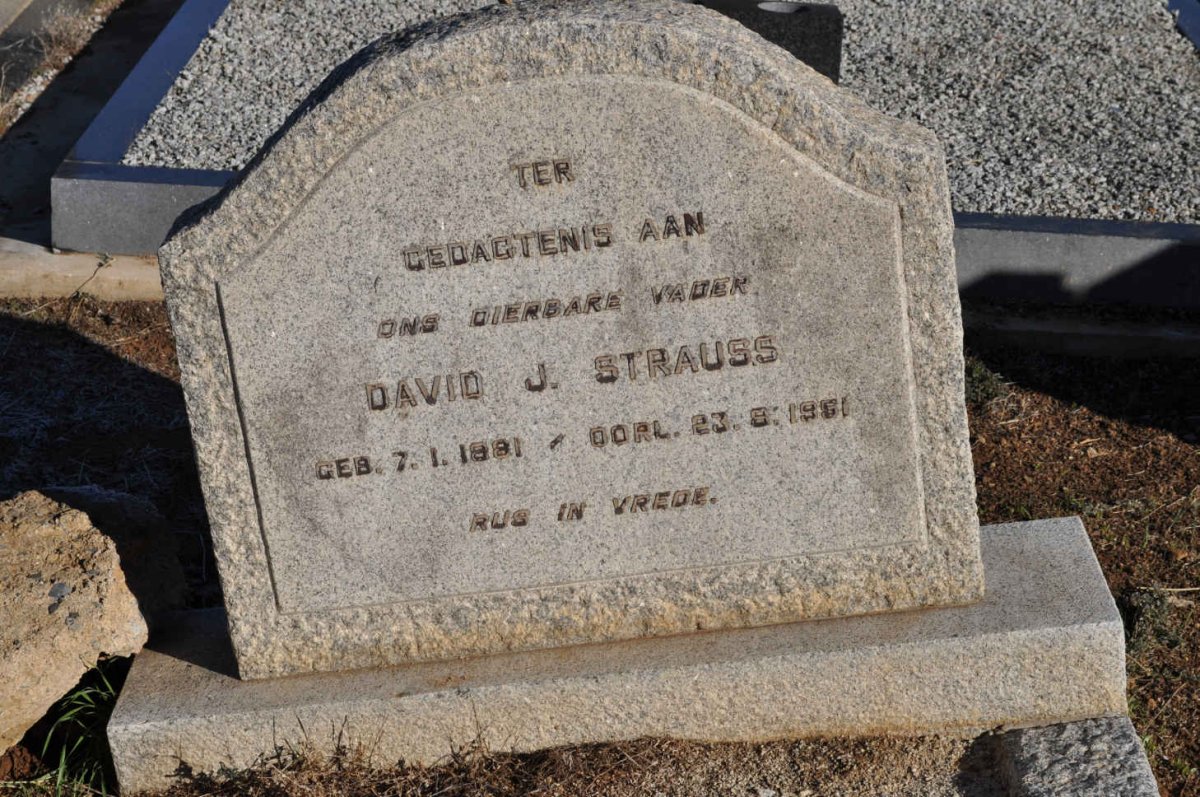 TER
GEDAGTENIS AAN
ONS DIERBARE VADER
DAVID J. STRAUSS
GEB. 7. 1. 1881 / OORL. 23. 8. 1961
RUS IN VREDE.